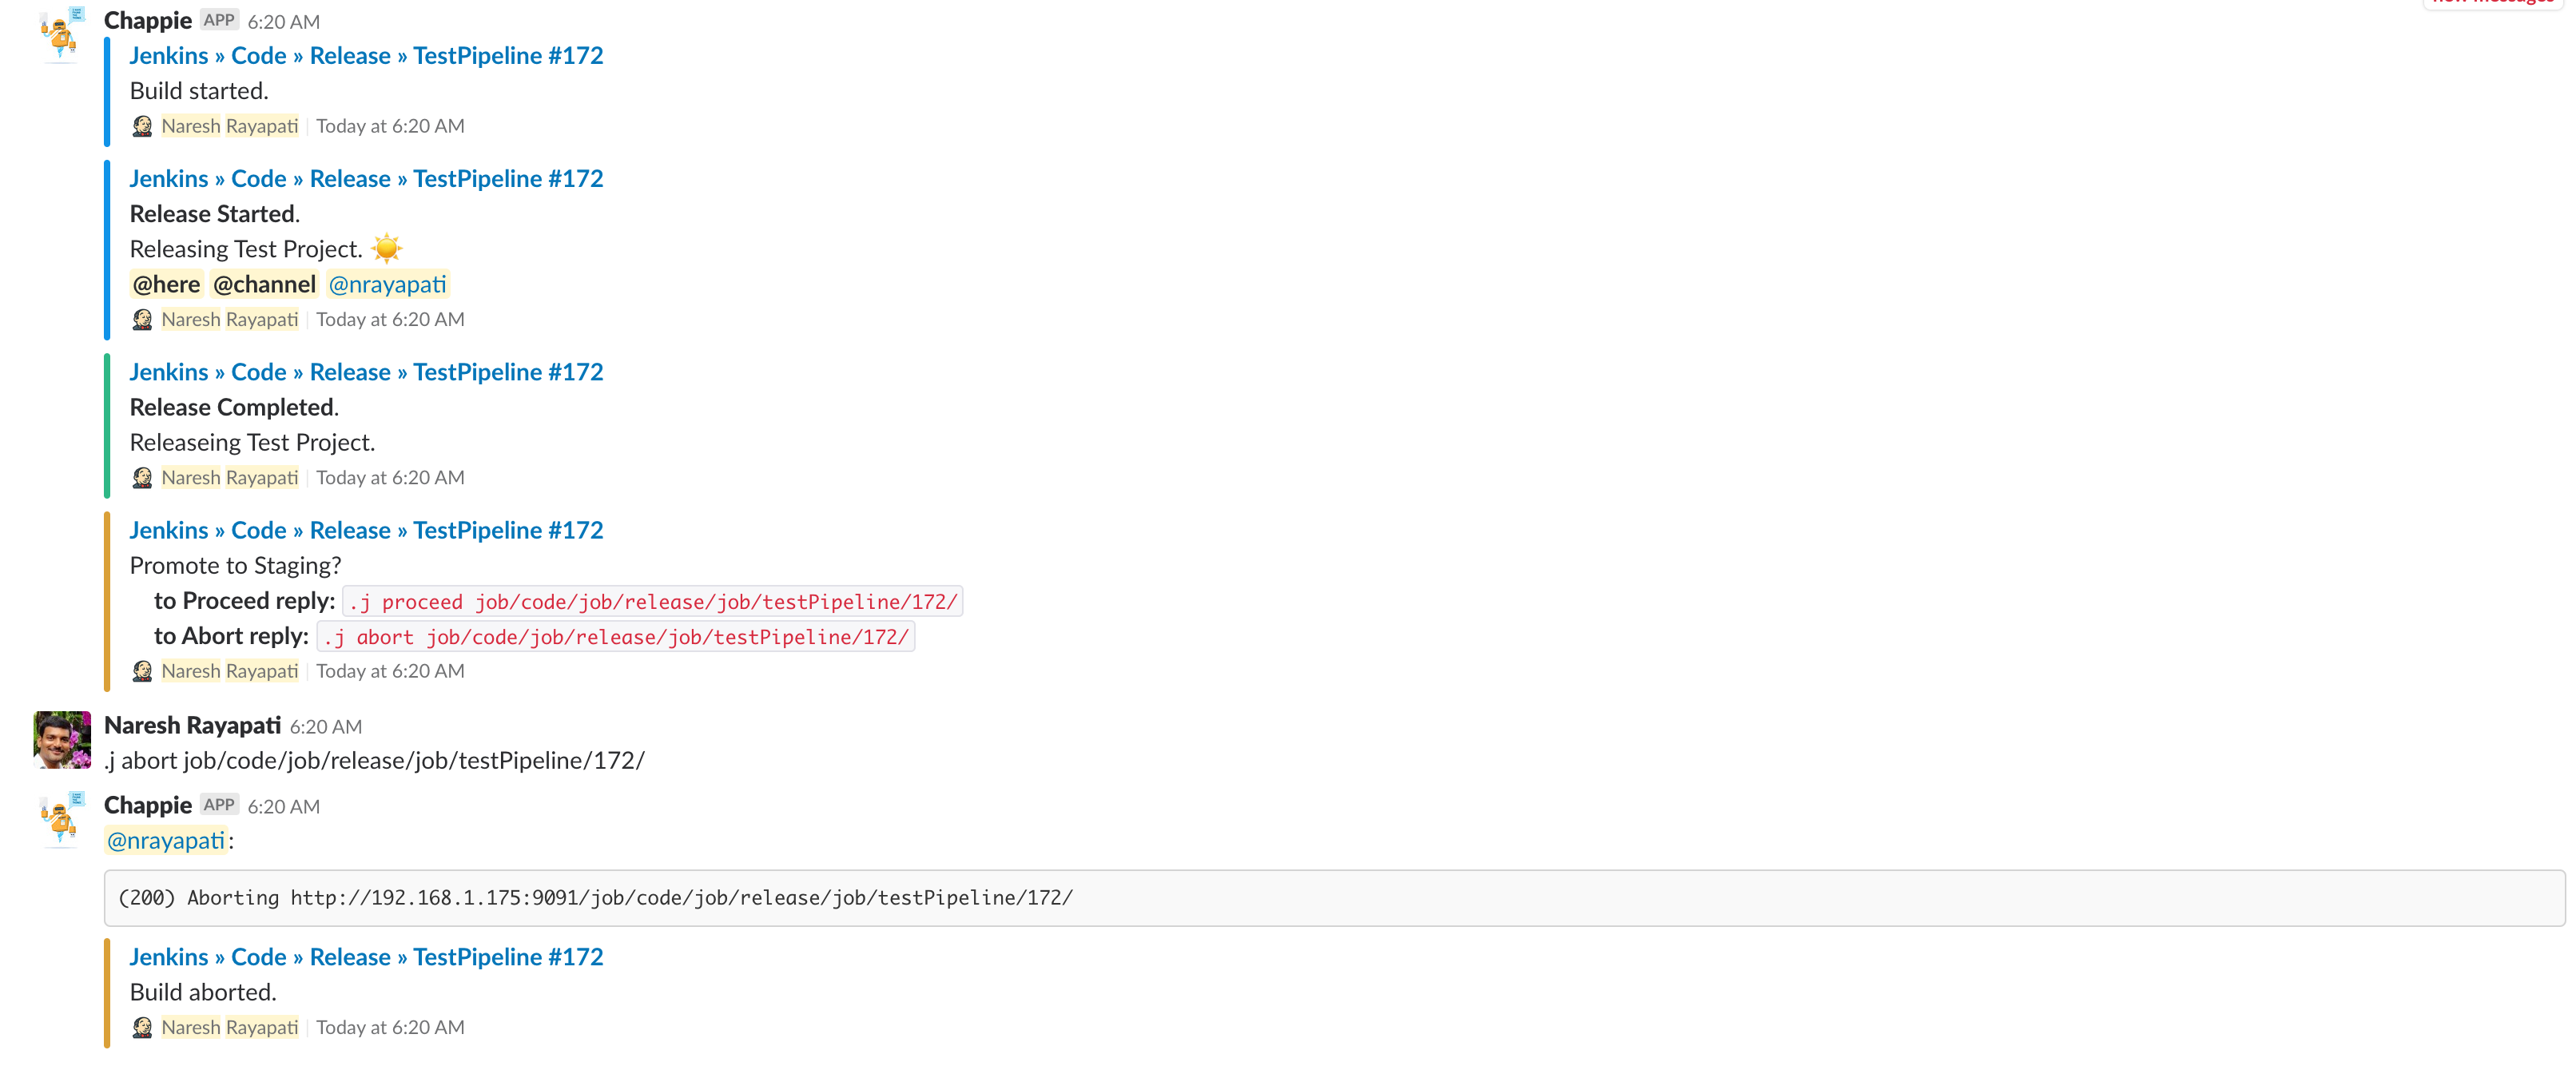 new messages
Chappie APP 6:20 AM
Jenkins » Code » Release » TestPipeline #172
Build started.
Naresh Rayapati | Today at 6:20 AM
Jenkins » Code » Release » TestPipeline #172
Release Started.
Releasing Test Project.
@here @channel @nrayapati
Naresh Rayapati | Today at 6:20 AM
Jenkins » Code » Release » TestPipeline #172
Release Completed.
Releaseing Test Project.
Naresh Rayapati | Today at 6:20 AM
Jenkins » Code » Release » TestPipeline #172
Promote to Staging?
to Proceed reply: .j proceed job/code/job/release/job/testPipeline/172/
to Abort reply: .j abort job/code/job/release/job/testPipeline/172/
Naresh Rayapati | Today at 6:20 AM
Naresh Rayapati 6:20 AM
.j abort job/code/job/release/job/testPipeline/172/
Chappie APP 6:20 AM
@nrayapati:
(200) Aborting http://192.168.1.175:9091/job/code/job/release/job/testPipeline/172/
Jenkins » Code » Release » TestPipeline #172
Build aborted.
Naresh Rayapati | Today at 6:20 AM